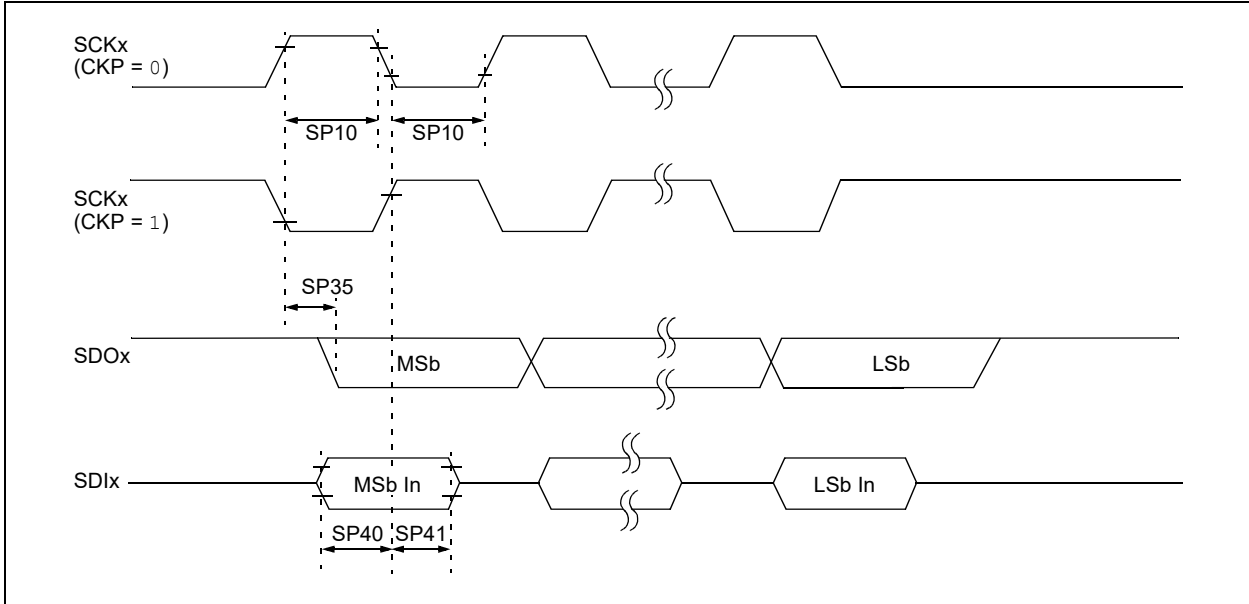 SCKx
(CKP = 0)
SP10
SP10
SCKx
(CKP = 1)
SP35
SDOx
MSb
LSb
SDIx
MSb In
LSb In
SP40
SP41